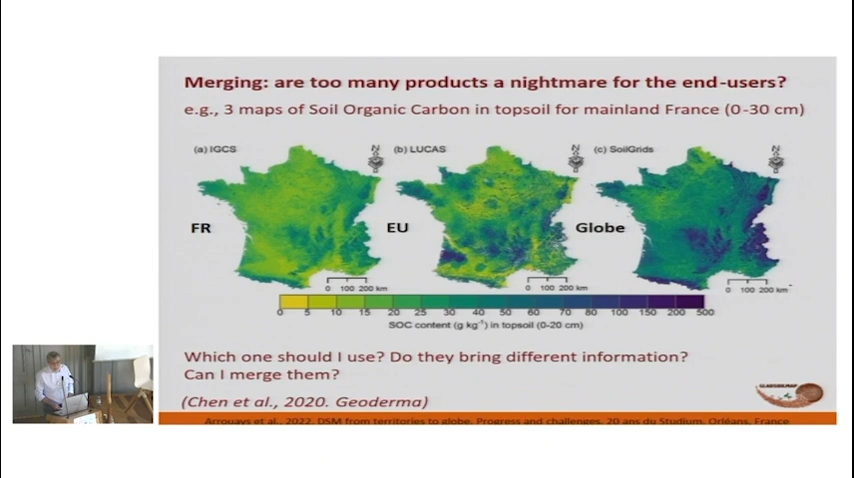 Merging: are too many products a nightmare for the end-users?
e.g., 3 maps of Soil Organic Carbon in topsoil for mainland France (0-30 cm)
(a) IGCS
(b) LUCAS
(c) SoilGrids
N
N
N
FR
EU
Globe
0 100 200 km
0 100 200 km
0 100 200 km
0 5 10 15 20 25 30 40 50 60 70 80 100 150 200 500
SOC content (g kg⁻¹) in topsoil (0-20 cm)
Which one should I use? Do they bring different information?
Can I merge them?
(Chen et al., 2020. Geoderma)
GLADSOILMAP
Arrouays et al., 2022. DSM from territories to globe. Progress and challenges. 20 ans du Studium, Orléans, France